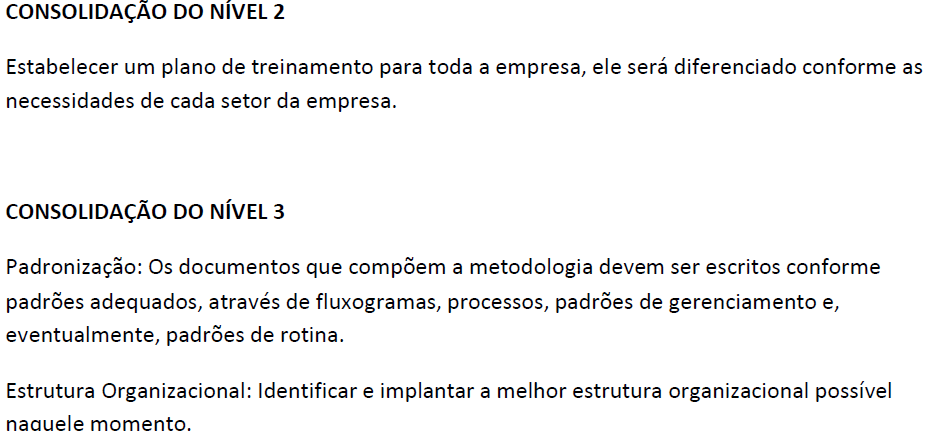 CONSOLIDAÇÃO DO NÍVEL 2
Estabelecer um plano de treinamento para toda a empresa, ele será diferenciado conforme as
necessidades de cada setor da empresa.
CONSOLIDAÇÃO DO NÍVEL 3
Padronização: Os documentos que compõem a metodologia devem ser escritos conforme
padrões adequados, através de fluxogramas, processos, padrões de gerenciamento e,
eventualmente, padrões de rotina.
Estrutura Organizacional: Identificar e implantar a melhor estrutura organizacional possível
naquele momento.